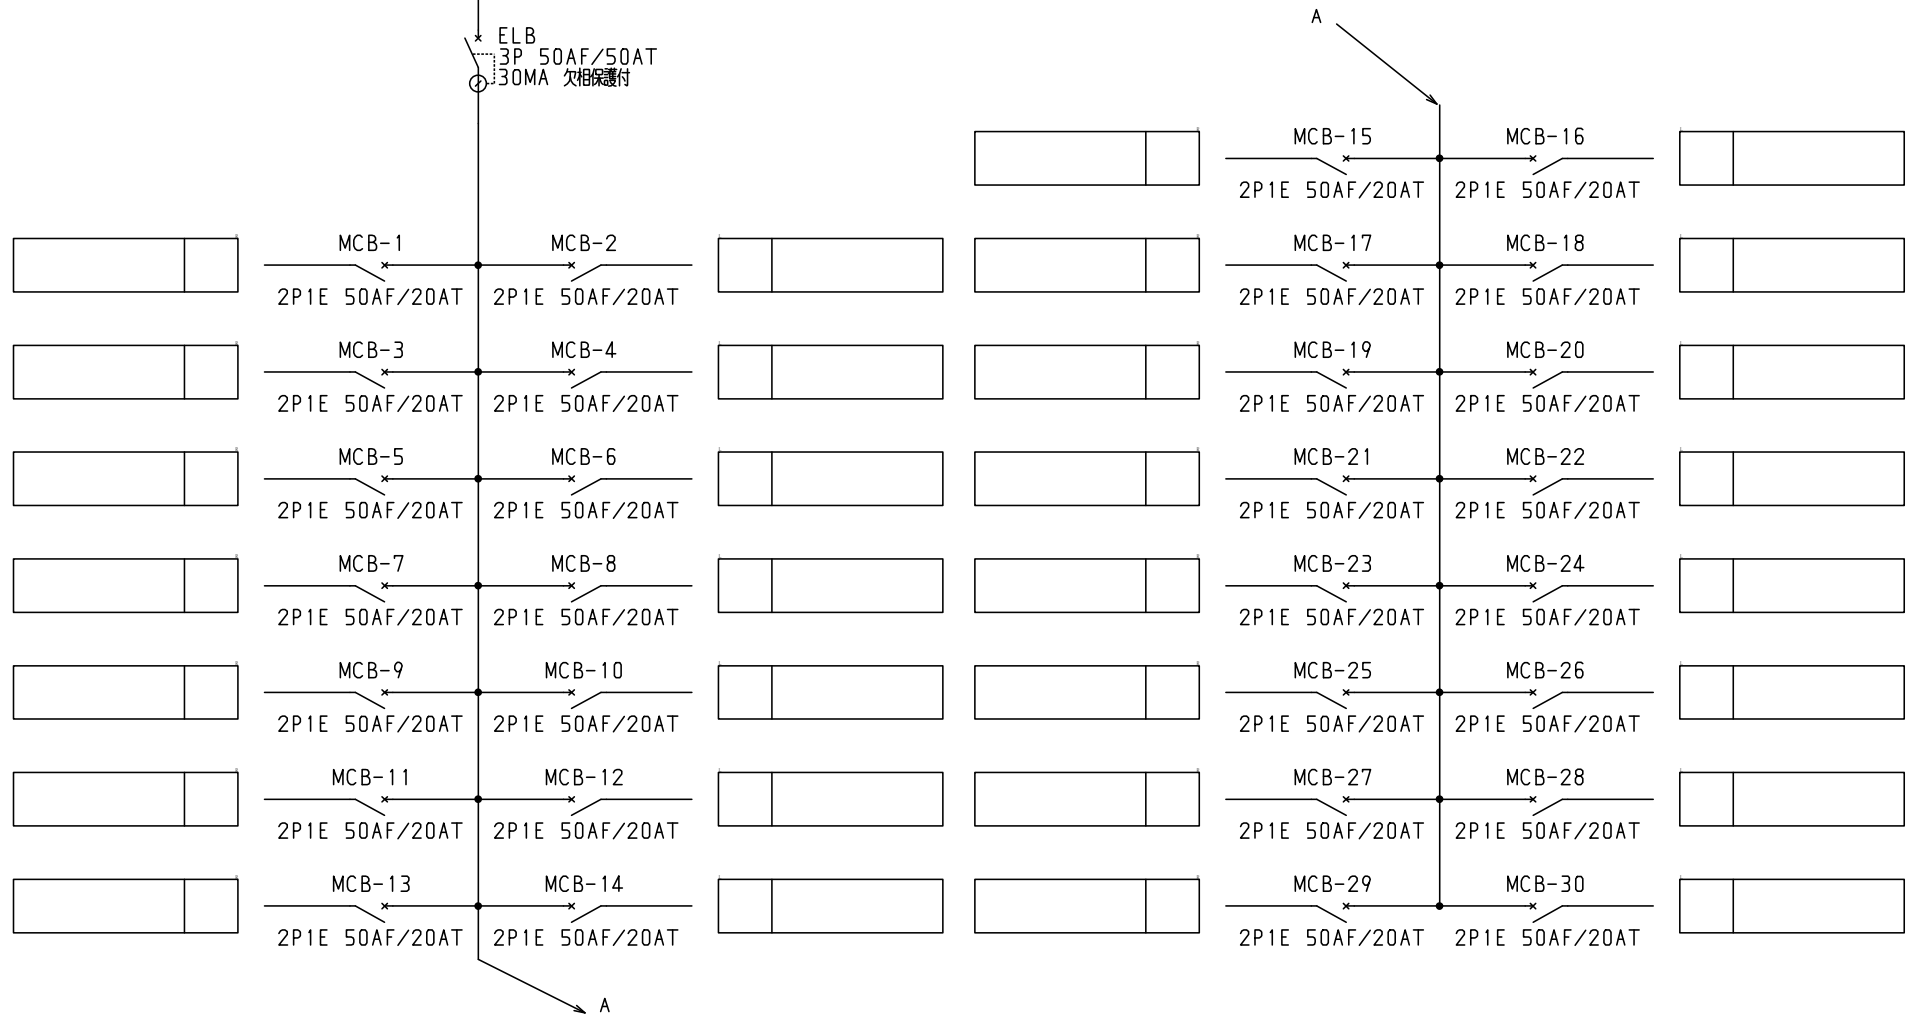 ELB
3P 50AF/50AT
30MA 欠相保護付
MCB-1 MCB-2
2P1E 50AF/20AT 2P1E 50AF/20AT
MCB-3 MCB-4
2P1E 50AF/20AT 2P1E 50AF/20AT
MCB-5 MCB-6
2P1E 50AF/20AT 2P1E 50AF/20AT
MCB-7 MCB-8
2P1E 50AF/20AT 2P1E 50AF/20AT
MCB-9 MCB-10
2P1E 50AF/20AT 2P1E 50AF/20AT
MCB-11 MCB-12
2P1E 50AF/20AT 2P1E 50AF/20AT
MCB-13 MCB-14
2P1E 50AF/20AT 2P1E 50AF/20AT
A
A
MCB-15 MCB-16
2P1E 50AF/20AT 2P1E 50AF/20AT
MCB-17 MCB-18
2P1E 50AF/20AT 2P1E 50AF/20AT
MCB-19 MCB-20
2P1E 50AF/20AT 2P1E 50AF/20AT
MCB-21 MCB-22
2P1E 50AF/20AT 2P1E 50AF/20AT
MCB-23 MCB-24
2P1E 50AF/20AT 2P1E 50AF/20AT
MCB-25 MCB-26
2P1E 50AF/20AT 2P1E 50AF/20AT
MCB-27 MCB-28
2P1E 50AF/20AT 2P1E 50AF/20AT
MCB-29 MCB-30
2P1E 50AF/20AT 2P1E 50AF/20AT